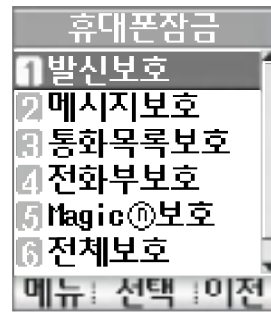 휴대폰잠금
1발신보호
2메시지보호
3통화목록보호
4전화부보호
5Magicⓝ보호
6전체보호
메뉴 선택 이전